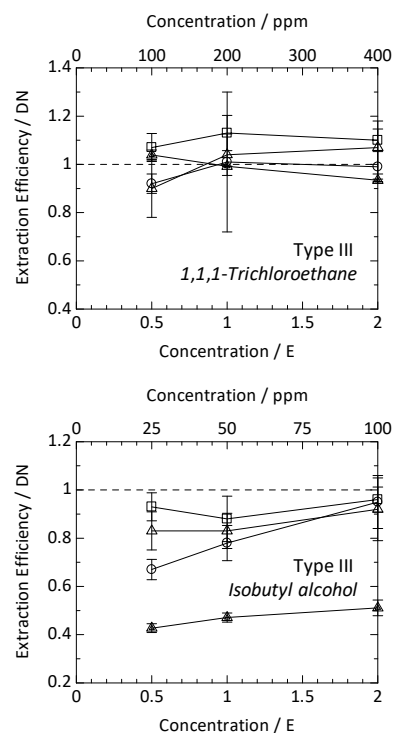 Concentration / ppm
0 100 200 300 400
1.4
1.2
1
0.8
0.6
0.4
Extraction Efficiency / DN
Type III
1,1,1-Trichloroethane
0 0.5 1 1.5 2
Concentration / E
Concentration / ppm
0 25 50 75 100
1.2
1
0.8
0.6
0.4
0.2
Extraction Efficiency / DN
Type III
Isobutyl alcohol
0 0.5 1 1.5 2
Concentration / E